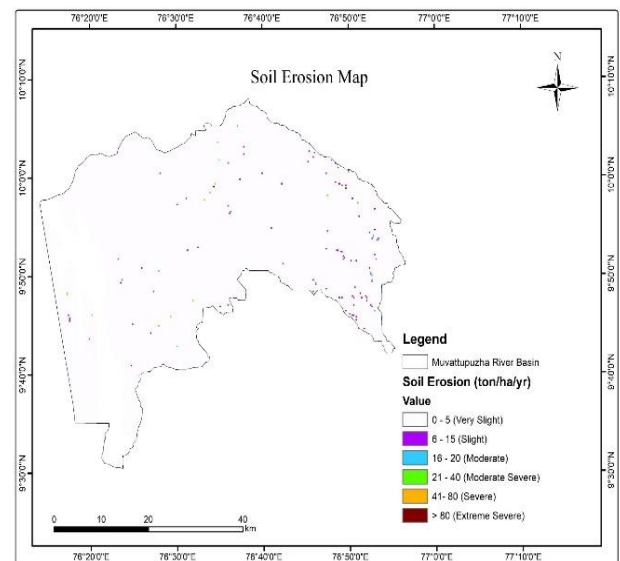 76°20'0"E 76°30'0"E 76°40'0"E 76°50'0"E 77°0'0"E 77°10'0"E
Soil Erosion Map
N
10°10'0"N 10°10'0"N
10°0'0"N 10°0'0"N
9°50'0"N 9°50'0"N
9°40'0"N 9°40'0"N
9°30'0"N 9°30'0"N
Legend
Muvattupuzha River Basin
Soil Erosion (ton/ha/yr)
Value
0 - 5 (Very Slight)
6 - 15 (Slight)
16 - 20 (Moderate)
21 - 40 (Moderate Severe)
41- 80 (Severe)
> 80 (Extreme Severe)
0 10 20 40
km
76°20'0"E 76°30'0"E 76°40'0"E 76°50'0"E 77°0'0"E 77°10'0"E